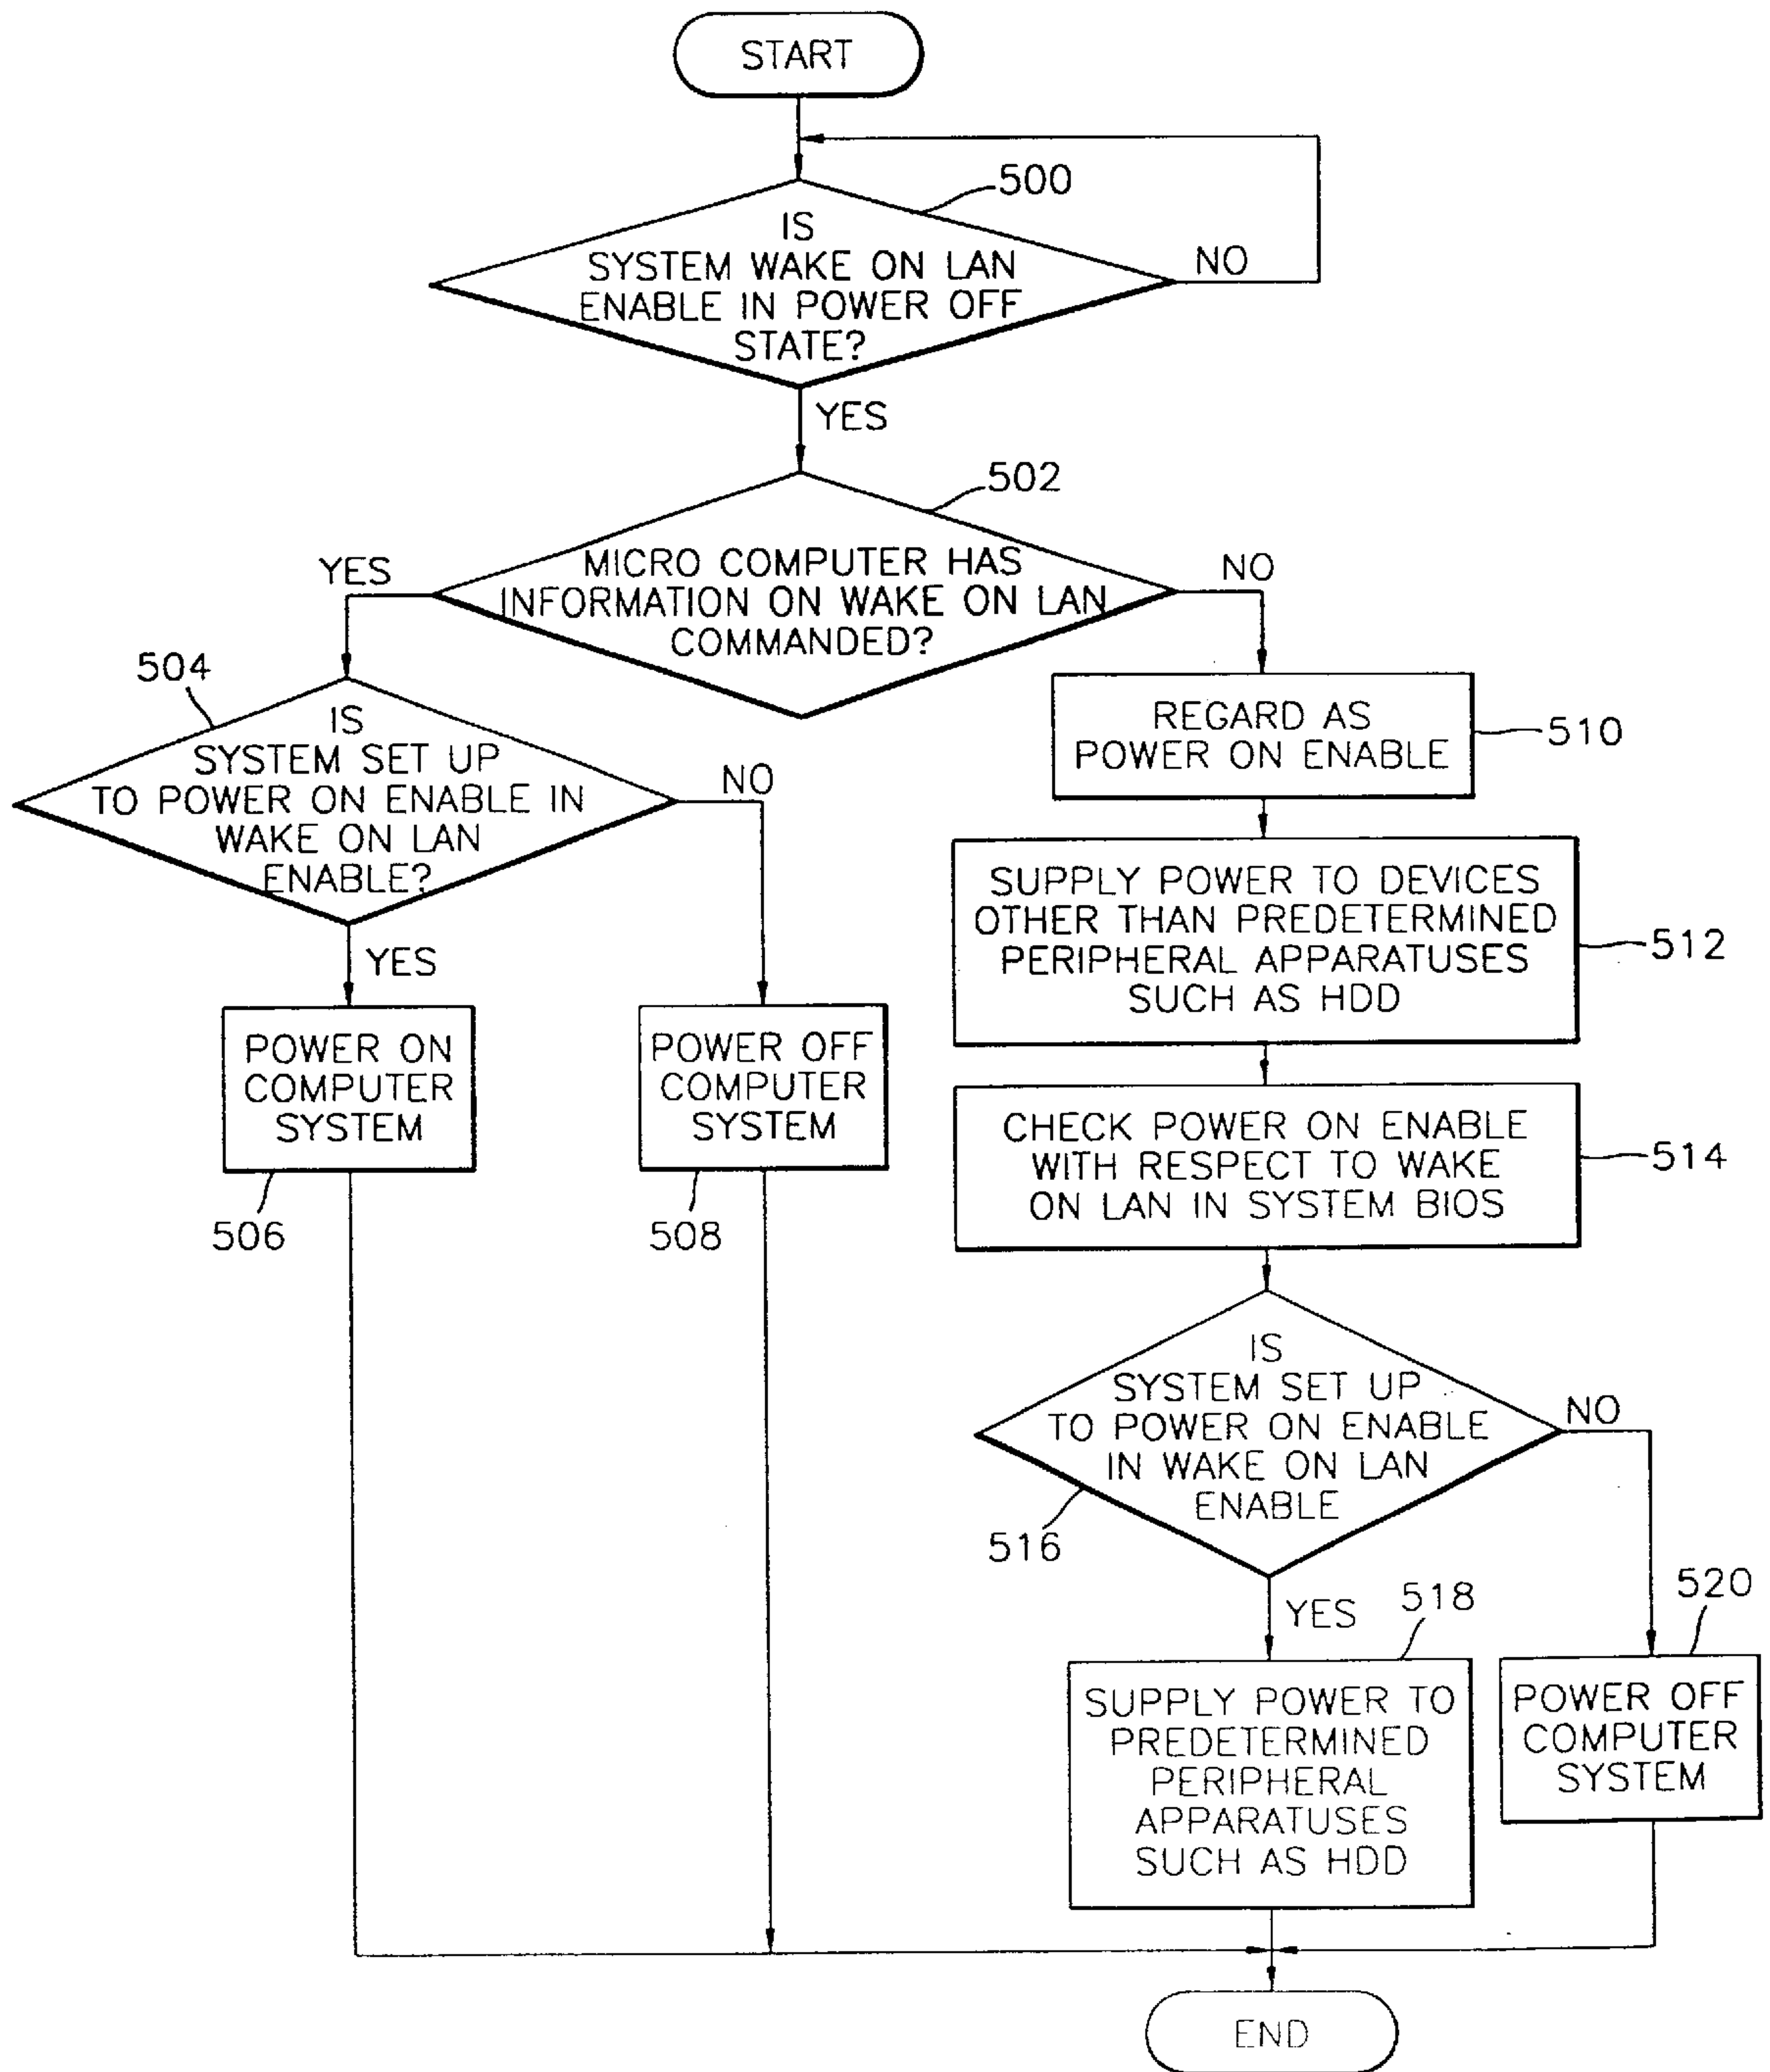 START
500
IS
SYSTEM WAKE ON LAN
ENABLE IN POWER OFF
STATE?
NO
YES
502
MICRO COMPUTER HAS
INFORMATION ON WAKE ON LAN
COMMANDED?
YES
NO
504
IS
SYSTEM SET UP
TO POWER ON ENABLE IN
WAKE ON LAN
ENABLE?
NO
YES
POWER ON
COMPUTER
SYSTEM
506
POWER OFF
COMPUTER
SYSTEM
508
REGARD AS
POWER ON ENABLE
510
SUPPLY POWER TO DEVICES
OTHER THAN PREDETERMINED
PERIPHERAL APPARATUSES
SUCH AS HDD
512
CHECK POWER ON ENABLE
WITH RESPECT TO WAKE
ON LAN IN SYSTEM BIOS
514
IS
SYSTEM SET UP
TO POWER ON ENABLE
IN WAKE ON LAN
ENABLE
516
NO
YES
518
SUPPLY POWER TO
PREDETERMINED
PERIPHERAL
APPARATUSES
SUCH AS HDD
520
POWER OFF
COMPUTER
SYSTEM
END